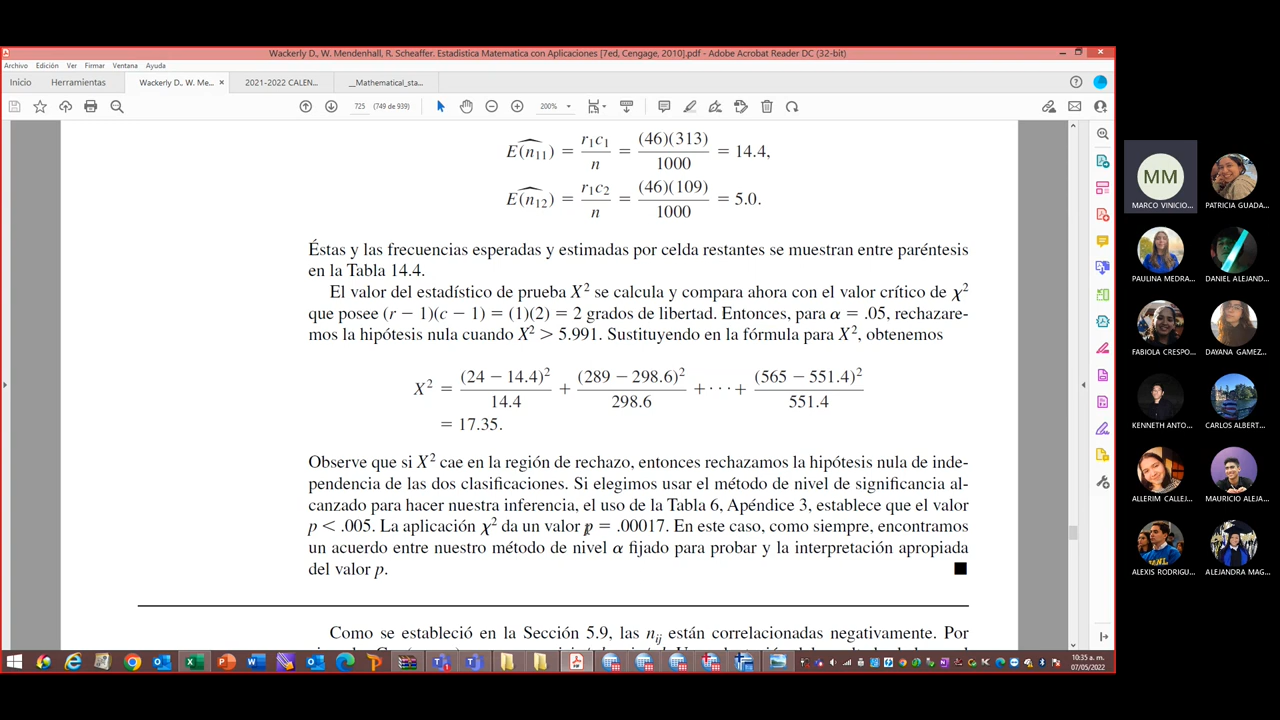 Wackerly D., W. Mendenhall, R. Scheaffer. Estadística Matematica con Aplicaciones [7ed, Cengage, 2010].pdf - Adobe Acrobat Reader DC (32-bit)
Archivo Edición Ver Firmar Ventana Ayuda
Inicio Herramientas Wackerly D., W. Me... × 2021-2022 CALEN... __Mathematical_sta...
725 (749 de 939) 200%
E(n₁₁) = r₁c₁/n = (46)(313)/1000 = 14.4,
E(n₁₂) = r₁c₂/n = (46)(109)/1000 = 5.0.
Éstas y las frecuencias esperadas y estimadas por celda restantes se muestran entre paréntesis
en la Tabla 14.4.
El valor del estadístico de prueba X² se calcula y compara ahora con el valor crítico de χ²
que posee (r − 1)(c − 1) = (1)(2) = 2 grados de libertad. Entonces, para α = .05, rechazare-
mos la hipótesis nula cuando X² > 5.991. Sustituyendo en la fórmula para X², obtenemos
X² = (24 − 14.4)²/14.4 + (289 − 298.6)²/298.6 + ··· + (565 − 551.4)²/551.4
= 17.35.
Observe que si X² cae en la región de rechazo, entonces rechazamos la hipótesis nula de inde-
pendencia de las dos clasificaciones. Si elegimos usar el método de nivel de significancia al-
canzado para hacer nuestra inferencia, el uso de la Tabla 6, Apéndice 3, establece que el valor
p < .005. La aplicación χ² da un valor p = .00017. En este caso, como siempre, encontramos
un acuerdo entre nuestro método de nivel α fijado para probar y la interpretación apropiada
del valor p.
Como se estableció en la Sección 5.9, las nᵢⱼ están correlacionadas negativamente. Por
10:35 a. m.
07/05/2022
MM
MARCO VINICIO... PATRICIA GUADA...
PAULINA MEDRA... DANIEL ALEJAND...
FABIOLA CRESPO... DAYANA GAMEZ...
KENNETH ANTO... CARLOS ALBERT...
ALLERIM CALLEJ... MAURICIO ALEJA...
ALEXIS RODRIGU... ALEJANDRA MAG...